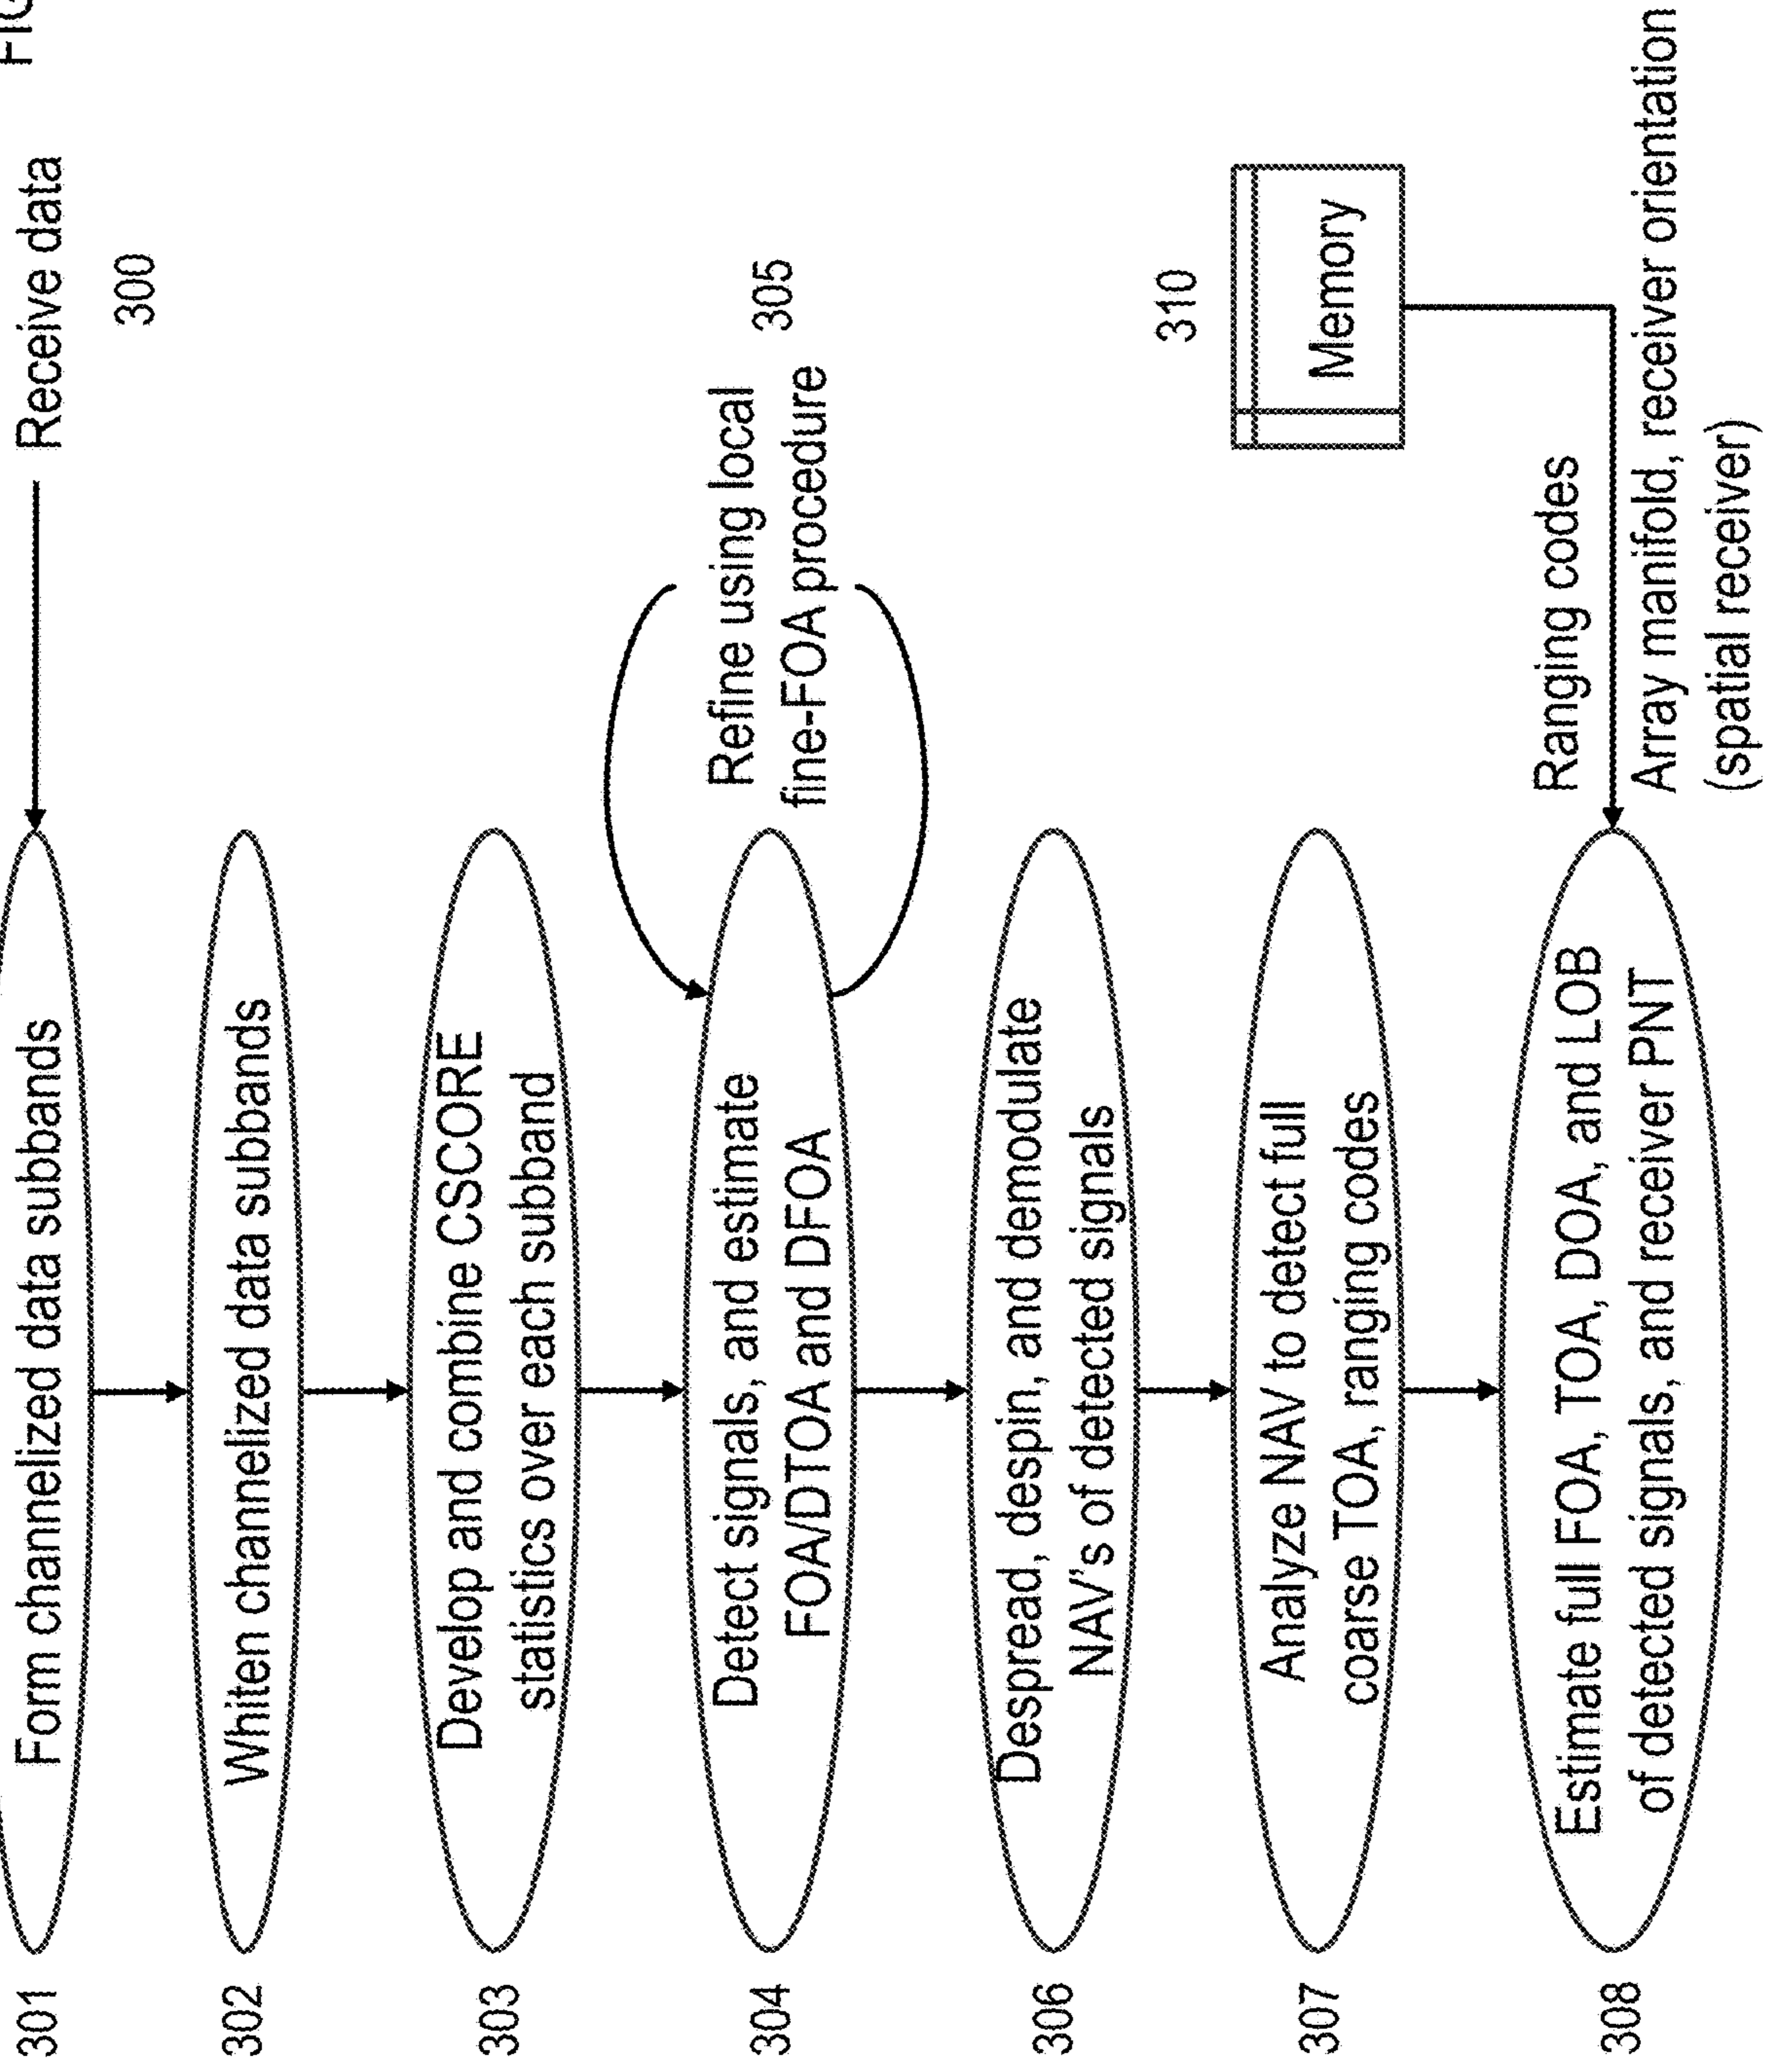 FIG
Receive data
300
301
Form channelized data subbands
302
Whiten channelized data subbands
303
Develop and combine CSCORE
statistics over each subband
304
Detect signals, and estimate
FOA/DTOA and DFOA
Refine using local
fine-FOA procedure
305
306
Despread, despin, and demodulate
NAV's of detected signals
307
Analyze NAV to detect full
coarse TOA, ranging codes
310
Memory
308
Estimate full FOA, TOA, DOA, and LOB
of detected signals, and receiver PNT
Ranging codes
Array manifold, receiver orientation
(spatial receiver)